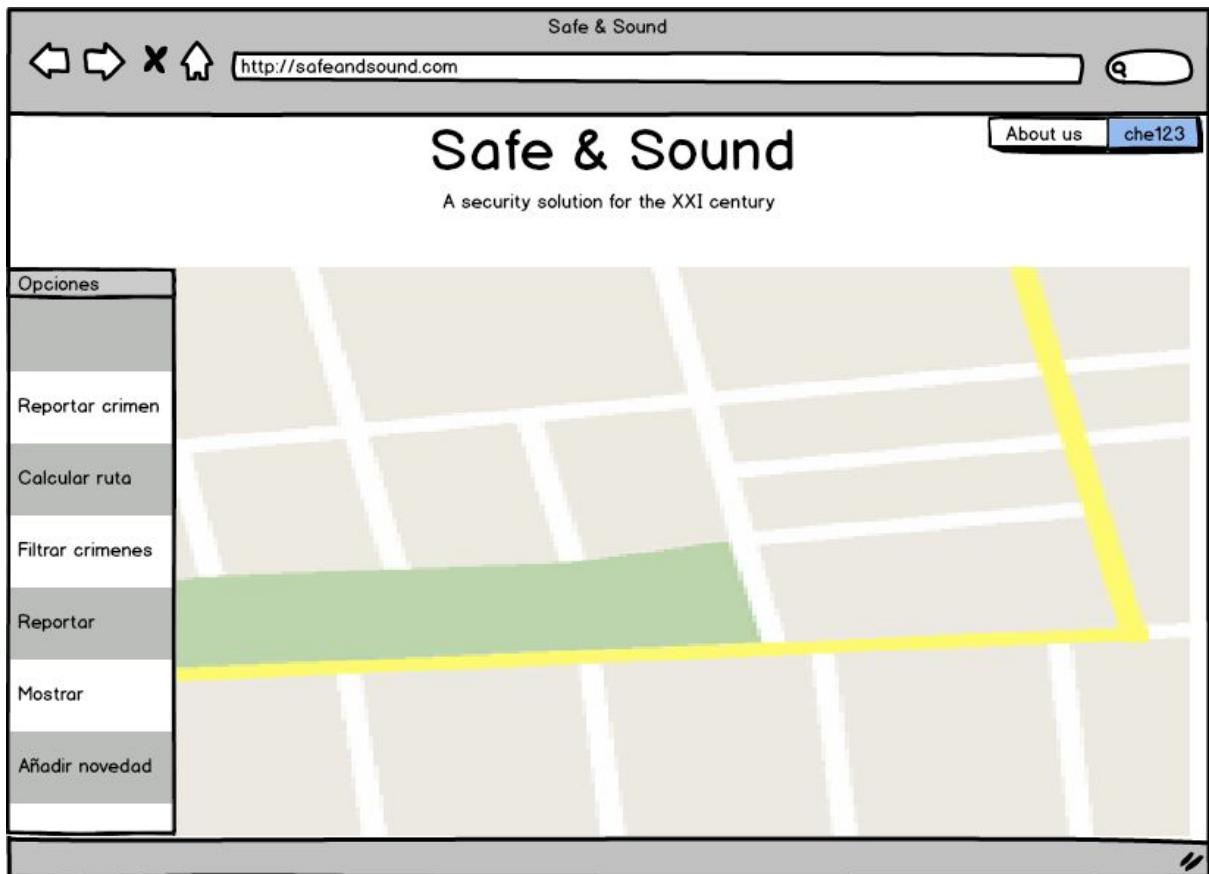 Safe & Sound
http://safeandsound.com
About us
che123
Safe & Sound
A security solution for the XXI century
Opciones
Reportar crimen
Calcular ruta
Filtrar crimenes
Reportar
Mostrar
Añadir novedad